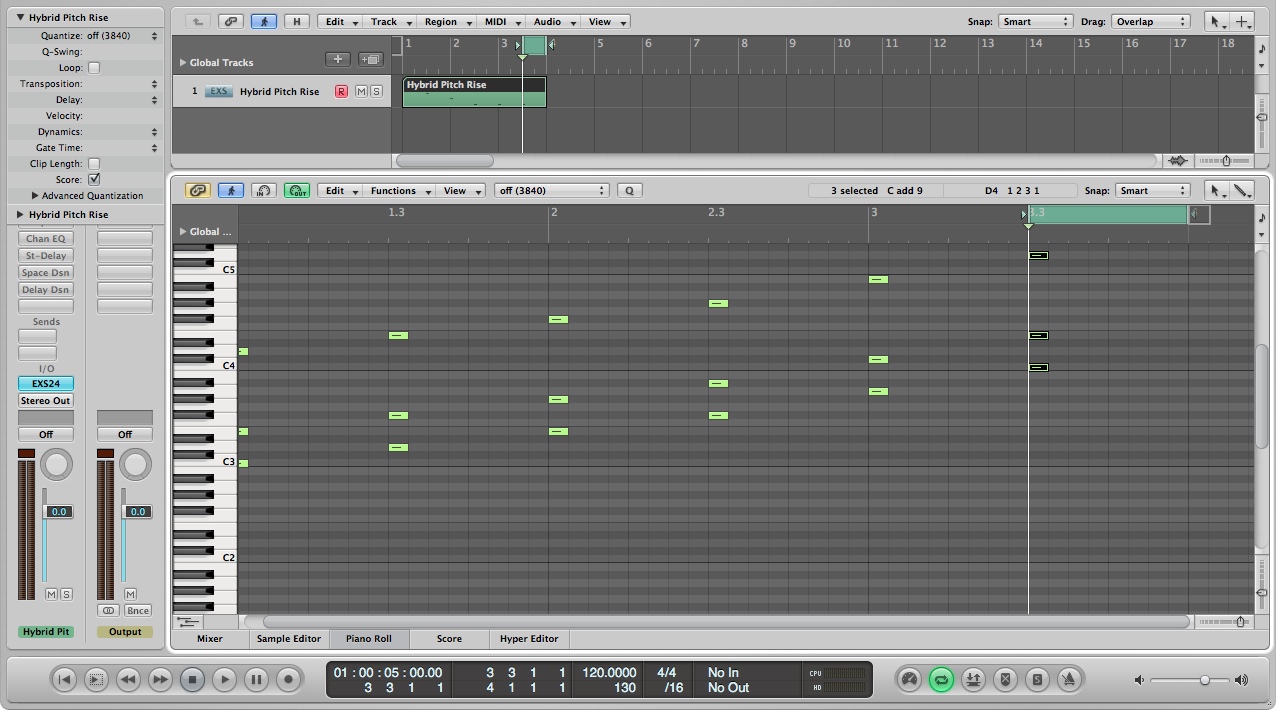 Hybrid Pitch Rise
Quantize: off (3840)
Q-Swing:
Loop:
Transposition:
Delay:
Velocity:
Dynamics:
Gate Time:
Clip Length:
Score:
Advanced Quantization
Hybrid Pitch Rise
Chan EQ
St-Delay
Space Dsn
Delay Dsn
Sends
I/O
EXS24
Stereo Out
Off Off
0.0 0.0
M S M
Bnce
Hybrid Pit Output
H Edit Track Region MIDI Audio View Snap: Smart Drag: Overlap
1 2 3 5 6 7 8 9 10 11 12 13 14 15 16 17 18
Global Tracks
1 EXS Hybrid Pitch Rise R M S
Hybrid Pitch Rise
IN OUT Edit Functions View off (3840) Q 3 selected C add 9 D4 1 2 3 1 Snap: Smart
1.3 2 2.3 3 3.3
Global ...
C5
C4
C3
C2
Mixer Sample Editor Piano Roll Score Hyper Editor
01 : 00 : 05 : 00.00 3 3 1 1 120.0000 4/4 No In CPU
3 3 1 1 4 1 1 1 130 /16 No Out HD
S